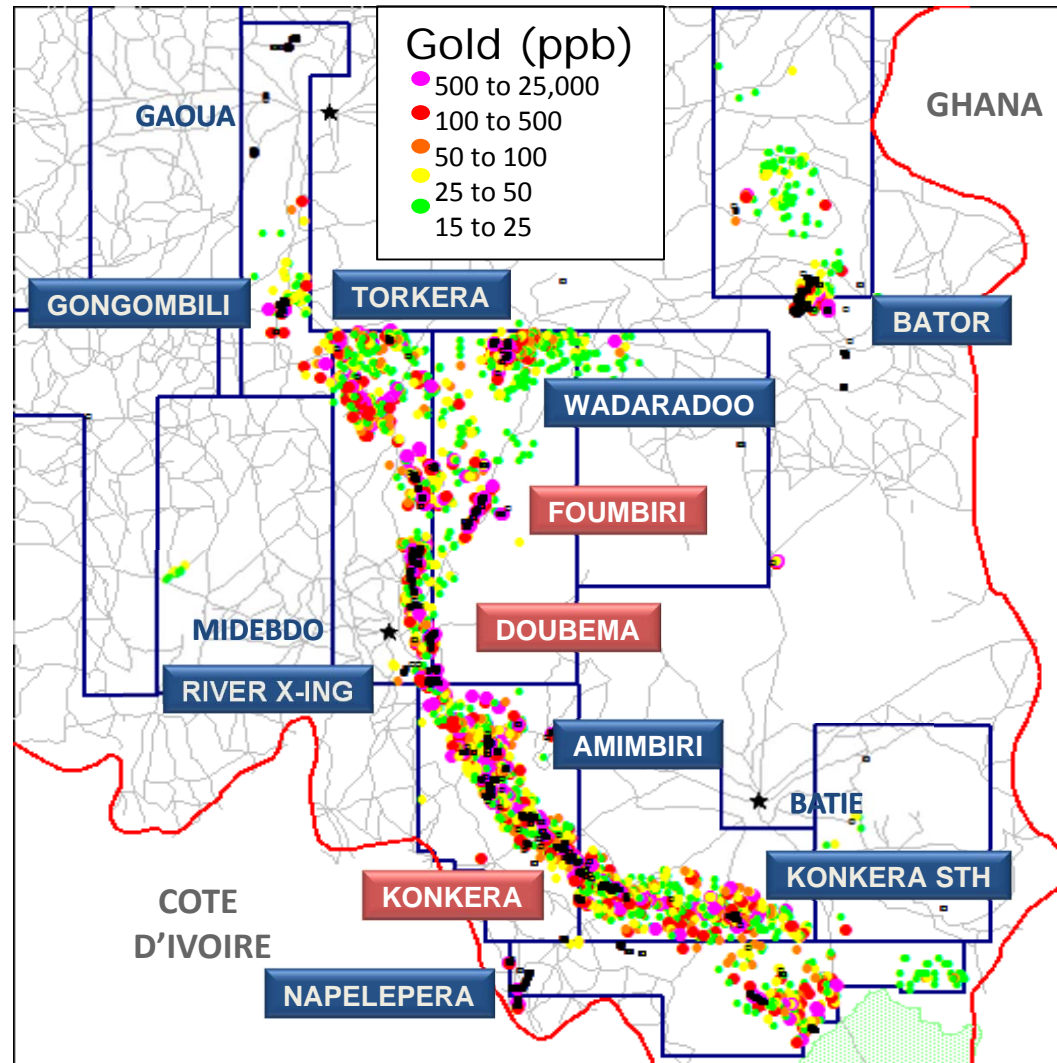 Gold (ppb)
500 to 25,000
100 to 500
50 to 100
25 to 50
15 to 25
GAOUA
GHANA
GONGOMBILI
TORKERA
BATOR
WADARADOO
FOUMBIRI
MIDEBDO
DOUBEMA
RIVER X-ING
AMIMBIRI
BATIE
KONKERA
KONKERA STH
COTE
D'IVOIRE
NAPELEPERA